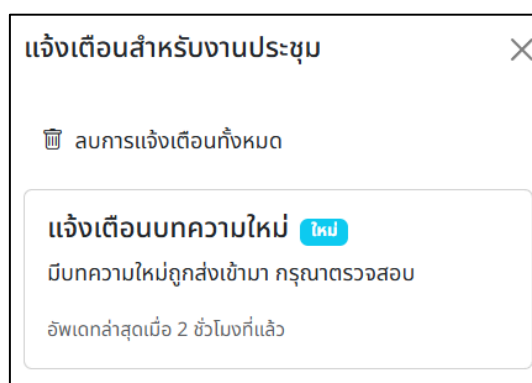 แจ้งเตือนสำหรับงานประชุม
ลบการแจ้งเตือนทั้งหมด
แจ้งเตือนบทความใหม่ ใหม่
มีบทความใหม่ถูกส่งเข้ามา กรุณาตรวจสอบ
อัพเดทล่าสุดเมื่อ 2 ชั่วโมงที่แล้ว